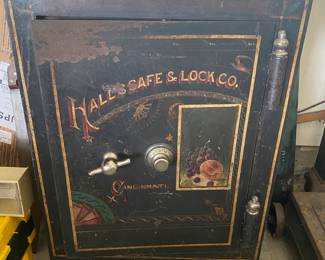 HALL'S SAFE & LOCK CO.
CINCINNATI.